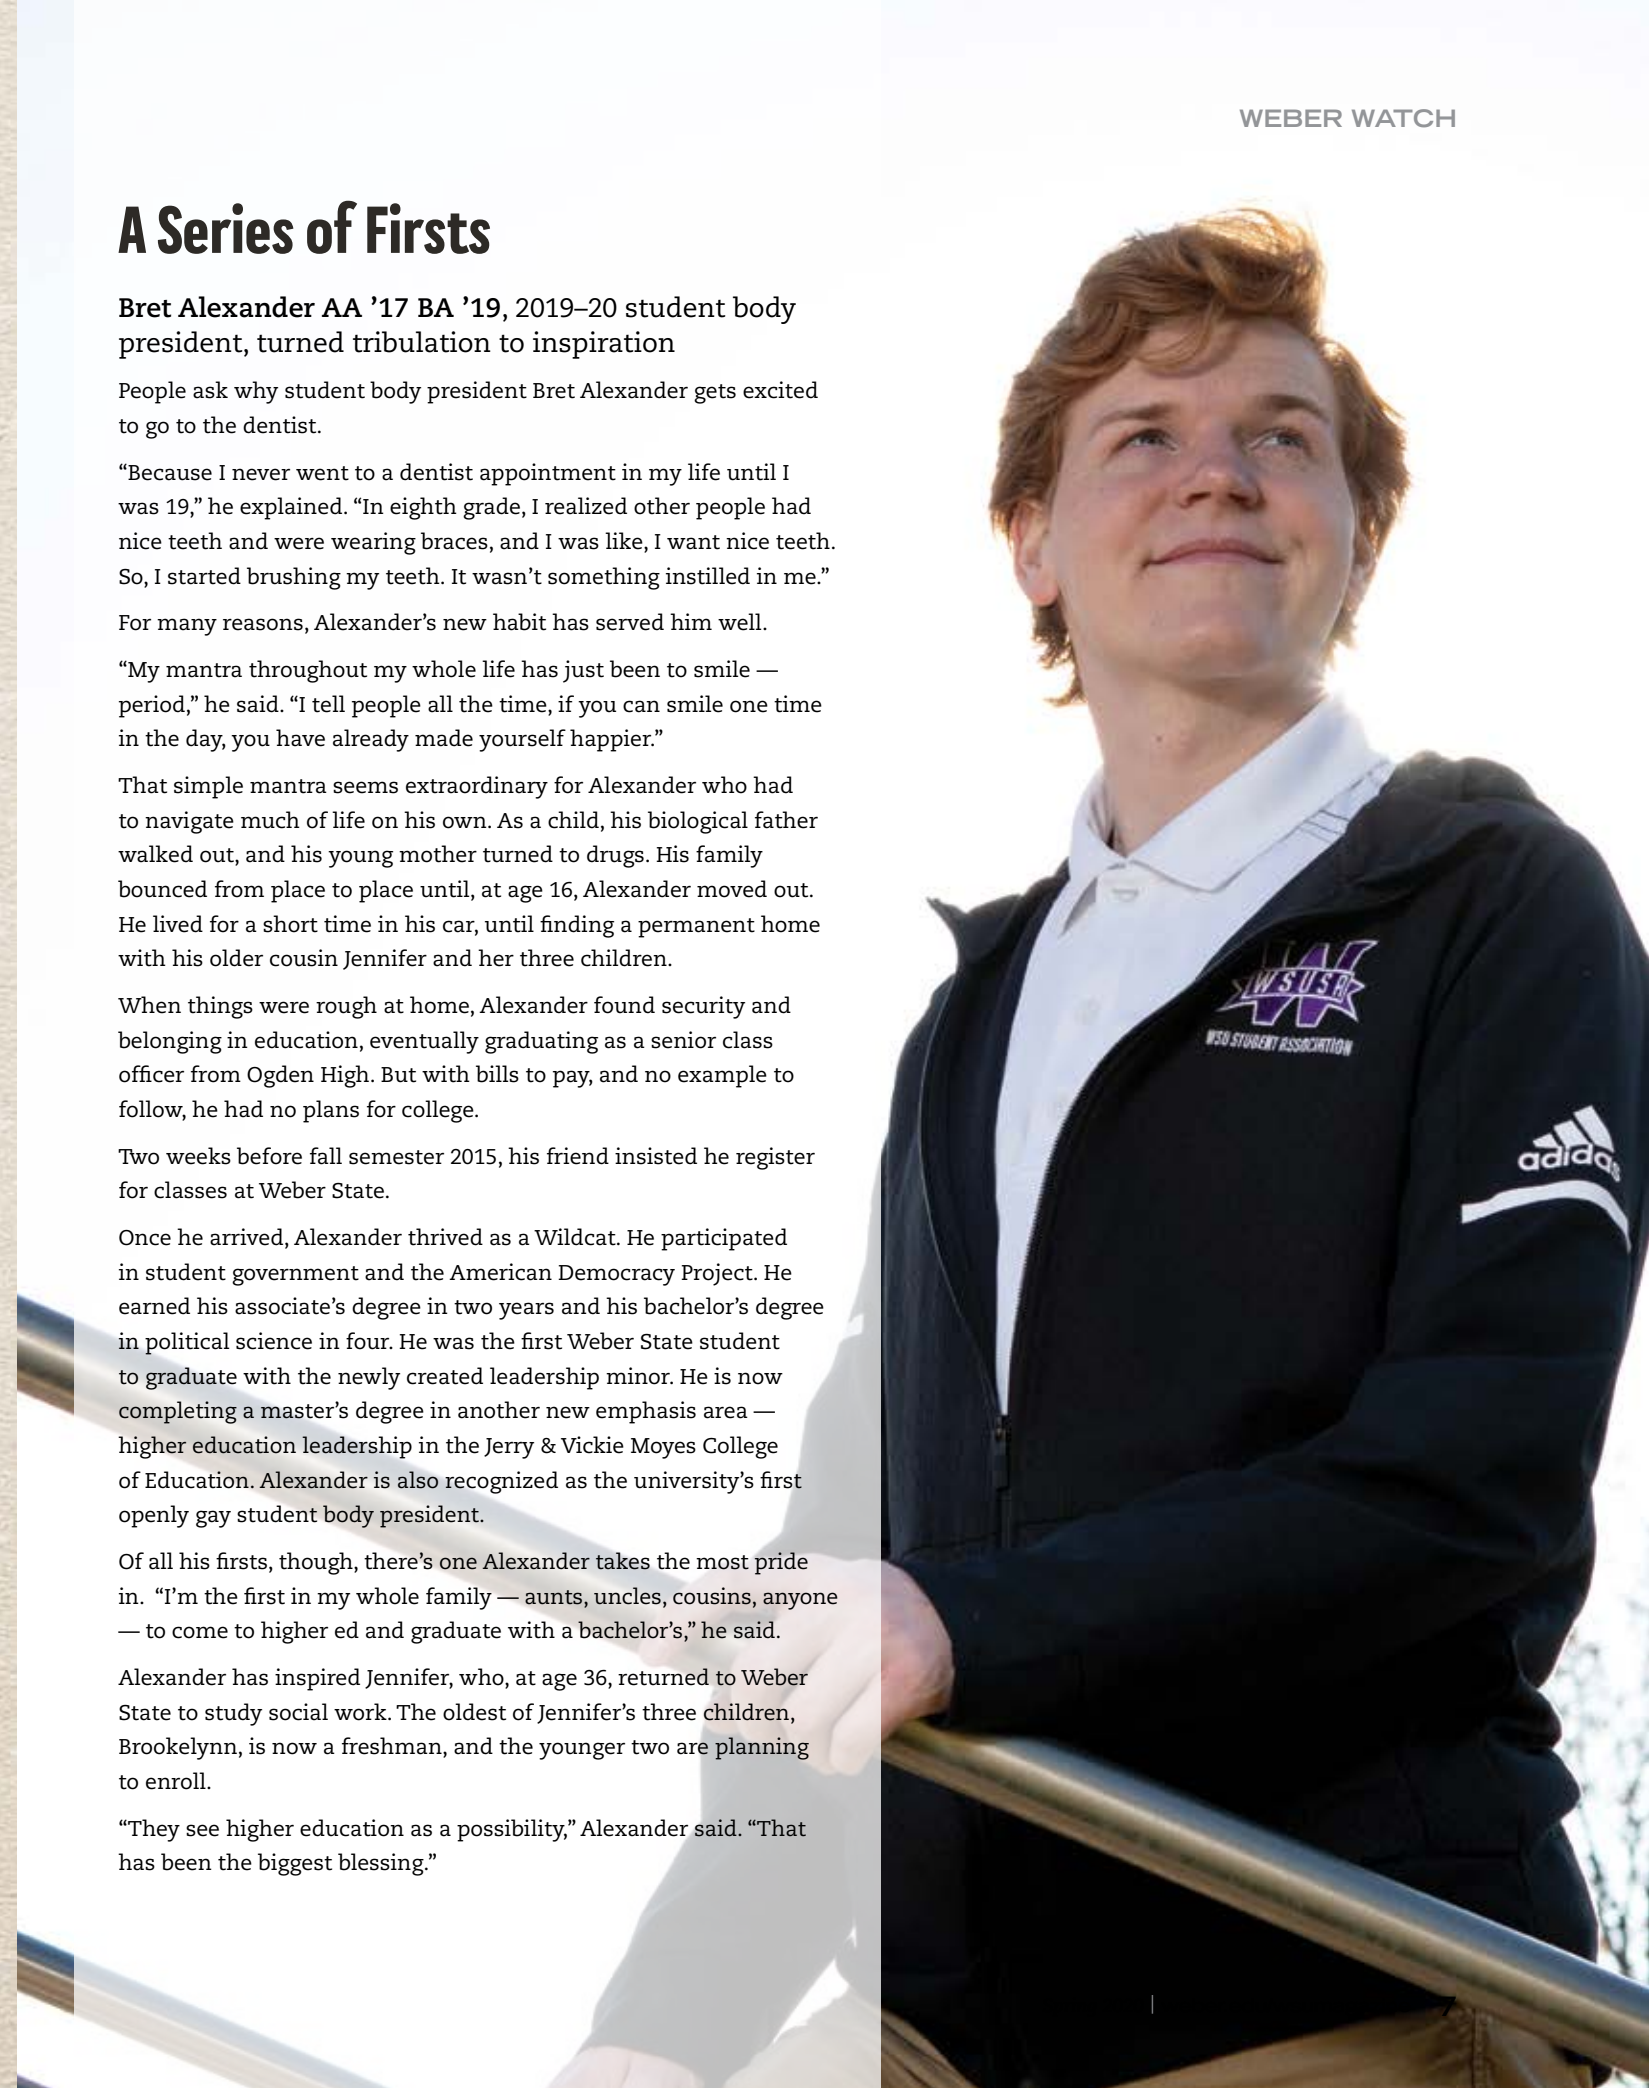 WEBER WATCH
A Series of Firsts
Bret Alexander AA ’17 BA ’19, 2019–20 student body
president, turned tribulation to inspiration
People ask why student body president Bret Alexander gets excited
to go to the dentist.
“Because I never went to a dentist appointment in my life until I
was 19,” he explained. “In eighth grade, I realized other people had
nice teeth and were wearing braces, and I was like, I want nice teeth.
So, I started brushing my teeth. It wasn’t something instilled in me.”
For many reasons, Alexander’s new habit has served him well.
“My mantra throughout my whole life has just been to smile —
period,” he said. “I tell people all the time, if you can smile one time
in the day, you have already made yourself happier.”
That simple mantra seems extraordinary for Alexander who had
to navigate much of life on his own. As a child, his biological father
walked out, and his young mother turned to drugs. His family
bounced from place to place until, at age 16, Alexander moved out.
He lived for a short time in his car, until finding a permanent home
with his older cousin Jennifer and her three children.
When things were rough at home, Alexander found security and
belonging in education, eventually graduating as a senior class
officer from Ogden High. But with bills to pay, and no example to
follow, he had no plans for college.
Two weeks before fall semester 2015, his friend insisted he register
for classes at Weber State.
Once he arrived, Alexander thrived as a Wildcat. He participated
in student government and the American Democracy Project. He
earned his associate’s degree in two years and his bachelor’s degree
in political science in four. He was the first Weber State student
to graduate with the newly created leadership minor. He is now
completing a master’s degree in another new emphasis area —
higher education leadership in the Jerry & Vickie Moyes College
of Education. Alexander is also recognized as the university’s first
openly gay student body president.
Of all his firsts, though, there’s one Alexander takes the most pride
in.  “I’m the first in my whole family — aunts, uncles, cousins, anyone
— to come to higher ed and graduate with a bachelor’s,” he said.
Alexander has inspired Jennifer, who, at age 36, returned to Weber
State to study social work. The oldest of Jennifer’s three children,
Brookelynn, is now a freshman, and the younger two are planning
to enroll.
“They see higher education as a possibility,” Alexander said. “That
has been the biggest blessing.”
W
WSUSA
WSU STUDENT ASSOCIATION
adidas
|
7